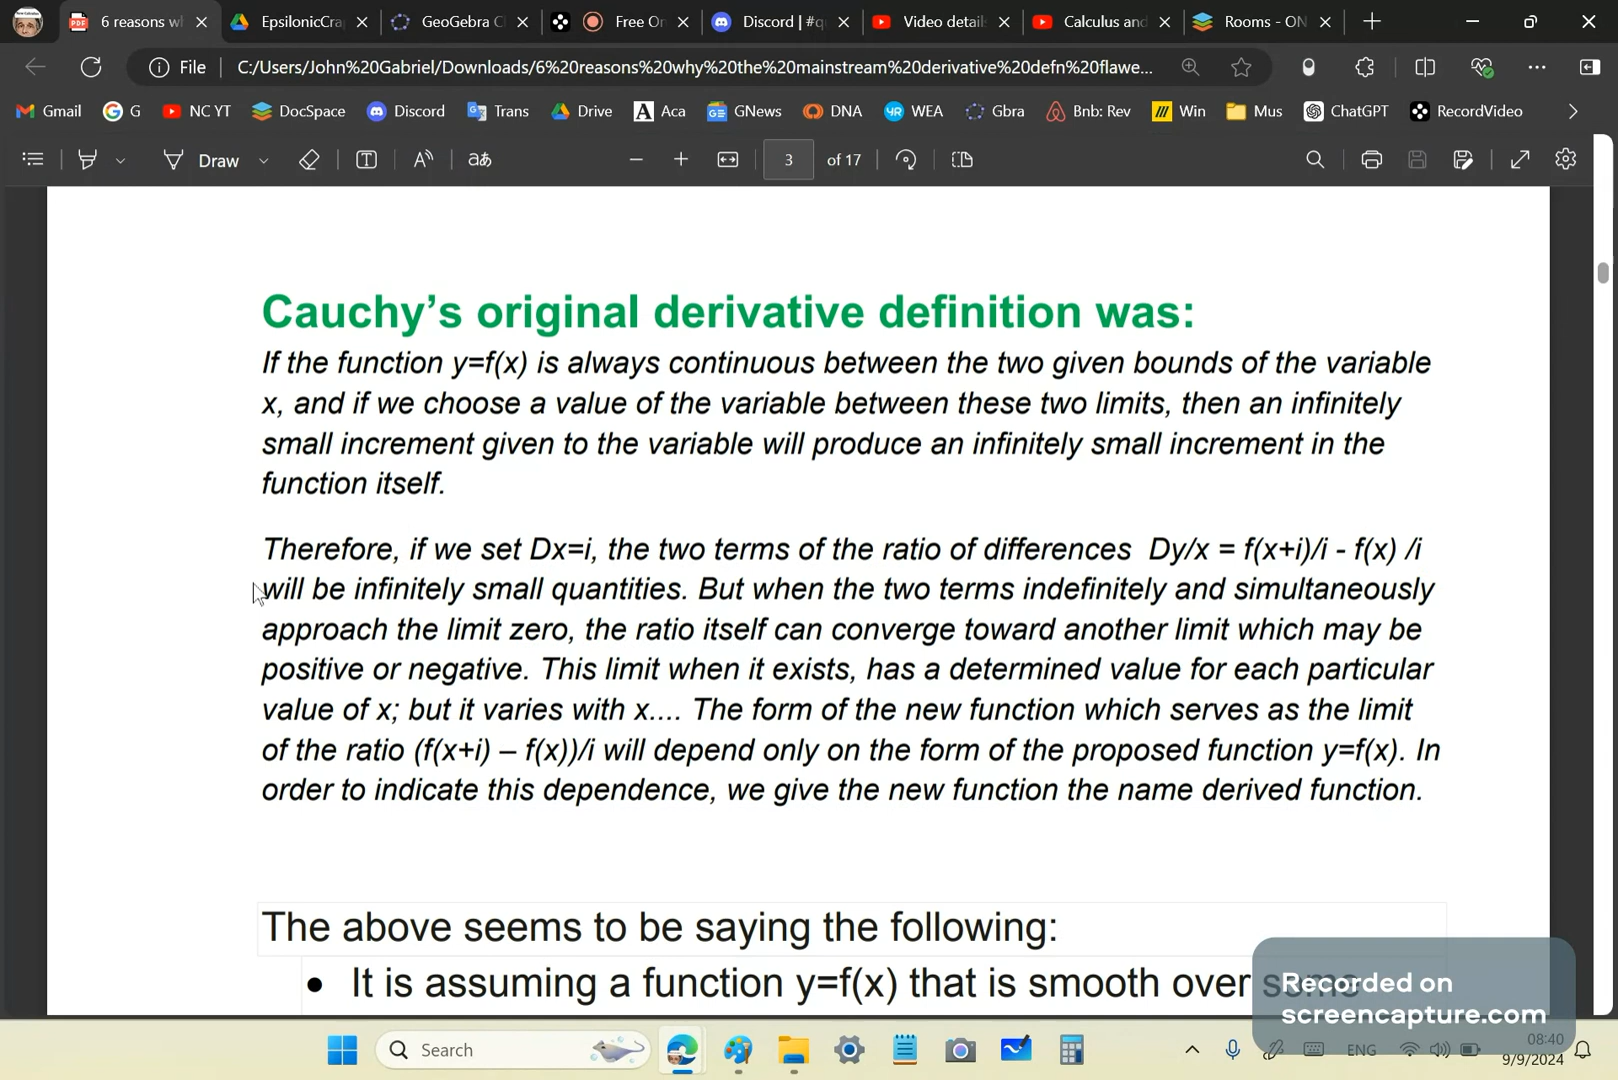 6 reasons w
EpsilonicCra
GeoGebra C
Free On
Discord | #q
Video detail
Calculus and
Rooms - ON
File
C:/Users/John%20Gabriel/Downloads/6%20reasons%20why%20the%20mainstream%20derivative%20defn%20flawe...
Gmail
G
NC YT
DocSpace
Discord
Trans
Drive
Aca
GNews
DNA
WEA
Gbra
Bnb: Rev
Win
Mus
ChatGPT
RecordVideo
Draw
3
of 17
Cauchy’s original derivative definition was:
If the function y=f(x) is always continuous between the two given bounds of the variable
x, and if we choose a value of the variable between these two limits, then an infinitely
small increment given to the variable will produce an infinitely small increment in the
function itself.
Therefore, if we set Dx=i, the two terms of the ratio of differences Dy/x = f(x+i)/i - f(x) /i
will be infinitely small quantities. But when the two terms indefinitely and simultaneously
approach the limit zero, the ratio itself can converge toward another limit which may be
positive or negative. This limit when it exists, has a determined value for each particular
value of x; but it varies with x.... The form of the new function which serves as the limit
of the ratio (f(x+i) – f(x))/i will depend only on the form of the proposed function y=f(x). In
order to indicate this dependence, we give the new function the name derived function.
The above seems to be saying the following:
• It is assuming a function y=f(x) that is smooth over some
Recorded on
screencapture.com
Search
ENG
08:40
9/9/2024